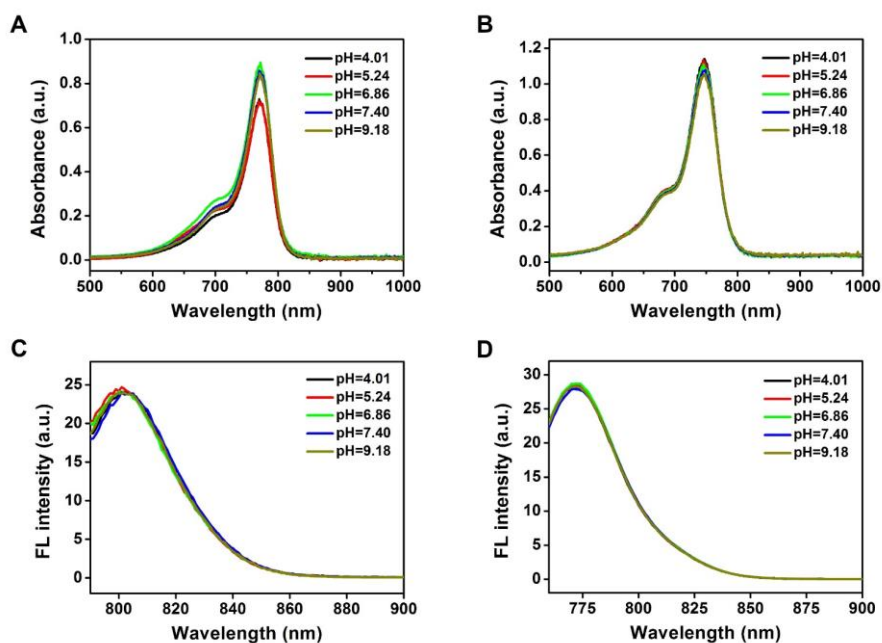 A
Absorbance (a.u.)
1.0
0.8
0.6
0.4
0.2
0.0
pH=4.01
pH=5.24
pH=6.86
pH=7.40
pH=9.18
500 600 700 800 900 1000
Wavelength (nm)
B
Absorbance (a.u.)
1.2
1.0
0.8
0.6
0.4
0.2
0.0
pH=4.01
pH=5.24
pH=6.86
pH=7.40
pH=9.18
500 600 700 800 900 1000
Wavelength (nm)
C
FL intensity (a.u.)
25
20
15
10
5
0
pH=4.01
pH=5.24
pH=6.86
pH=7.40
pH=9.18
800 820 840 860 880 900
Wavelength (nm)
D
FL intensity (a.u.)
30
25
20
15
10
5
0
pH=4.01
pH=5.24
pH=6.86
pH=7.40
pH=9.18
775 800 825 850 875 900
Wavelength (nm)